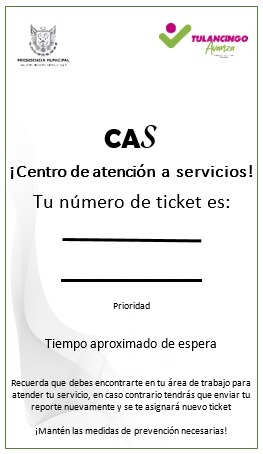 PRESIDENCIA MUNICIPAL
TULANCINGO
Avanza
CAS
¡Centro de atención a servicios!
Tu número de ticket es:
Prioridad
Tiempo aproximado de espera
Recuerda que debes encontrarte en tu área de trabajo para
atender tu servicio, en caso contrario tendrás que enviar tu
reporte nuevamente y se te asignará nuevo ticket
¡Mantén las medidas de prevención necesarias!